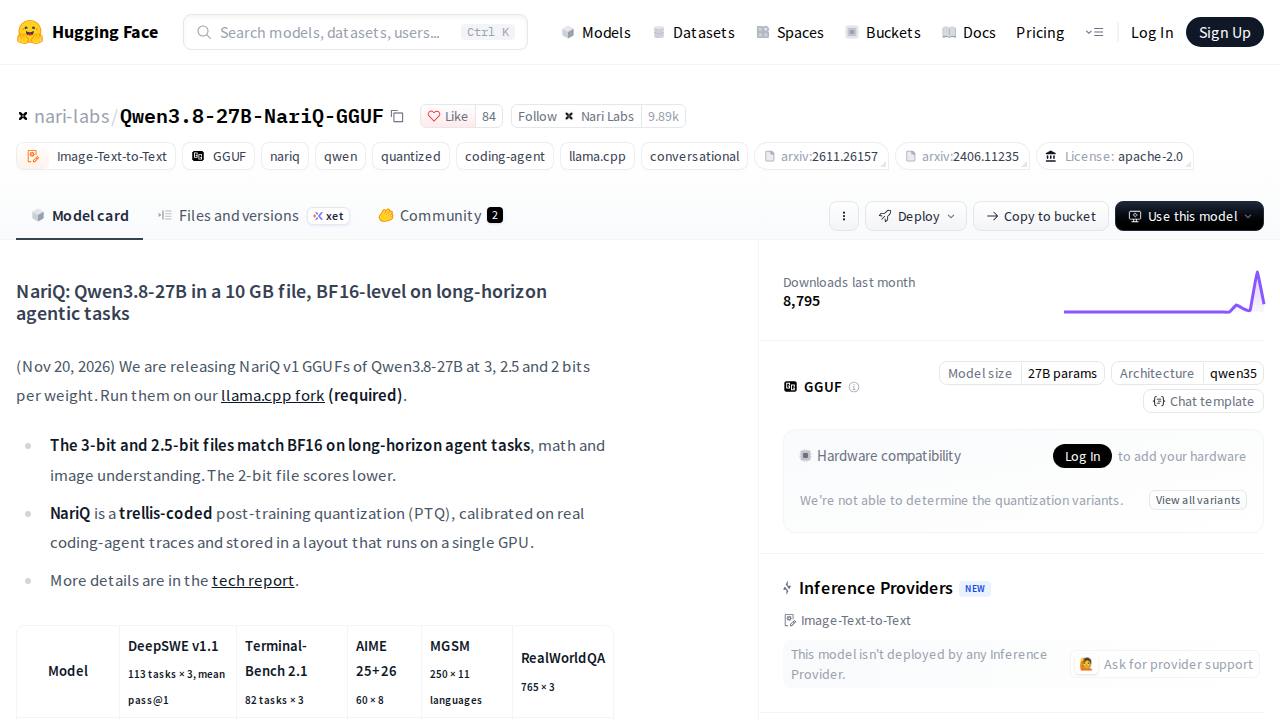 Hugging Face
Search models, datasets, users...
Ctrl K
Models
Datasets
Spaces
Buckets
Docs
Pricing
Log In
Sign Up
nari-labs/Qwen3.8-27B-NariQ-GGUF
Like 84
Follow Nari Labs 9.89k
Image-Text-to-Text
GGUF
nariq
qwen
quantized
coding-agent
llama.cpp
conversational
arxiv:2611.26157
arxiv:2406.11235
License: apache-2.0
Model card
Files and versions
xet
Community 2
Deploy
Copy to bucket
Use this model
NariQ: Qwen3.8-27B in a 10 GB file, BF16-level on long-horizon
agentic tasks
(Nov 20, 2026) We are releasing NariQ v1 GGUFs of Qwen3.8-27B at 3, 2.5 and 2 bits
per weight. Run them on our llama.cpp fork (required).
The 3-bit and 2.5-bit files match BF16 on long-horizon agent tasks, math and
image understanding. The 2-bit file scores lower.
NariQ is a trellis-coded post-training quantization (PTQ), calibrated on real
coding-agent traces and stored in a layout that runs on a single GPU.
More details are in the tech report.
Model
DeepSWE v1.1
113 tasks × 3, mean
pass@1
Terminal-
Bench 2.1
82 tasks × 3
AIME
25+26
60 × 8
MGSM
250 × 11
languages
RealWorldQA
765 × 3
Downloads last month
8,795
GGUF
Model size 27B params
Architecture qwen35
Chat template
Hardware compatibility
Log In to add your hardware
We're not able to determine the quantization variants.
View all variants
Inference Providers NEW
Image-Text-to-Text
This model isn't deployed by any Inference
Provider.
Ask for provider support